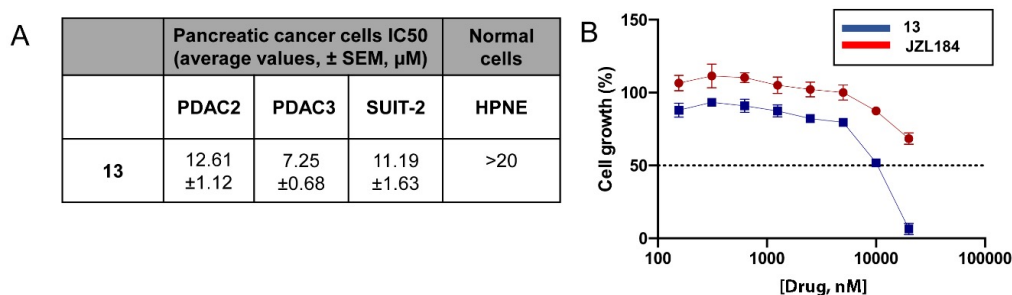 A
Pancreatic cancer cells IC50
(average values, ± SEM, µM)
Normal
cells
PDAC2 PDAC3 SUIT-2 HPNE
13 12.61
±1.12 7.25
±0.68 11.19
±1.63 >20
B
13
JZL184
150
100
50
0
Cell growth (%)
100 1000 10000 100000
[Drug, nM]